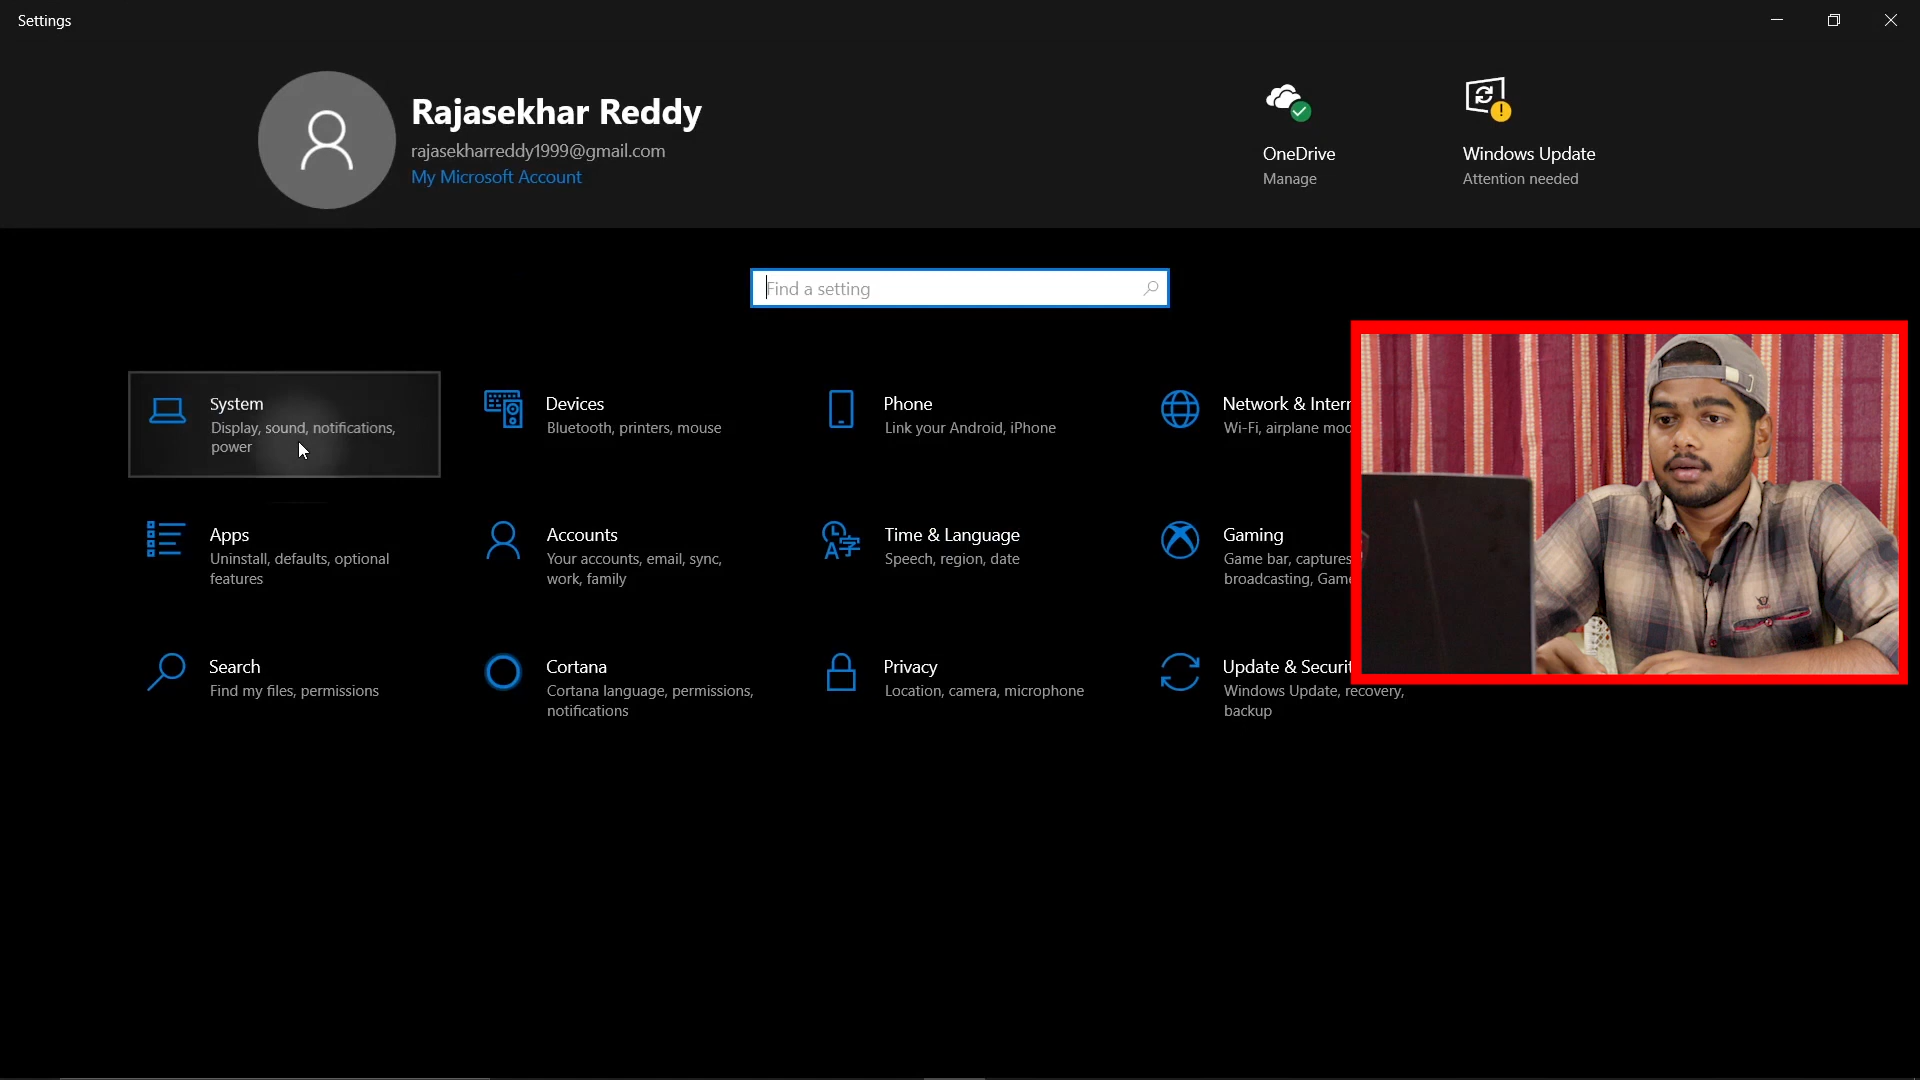 Settings
Rajasekhar Reddy
rajasekharreddy1999@gmail.com
My Microsoft Account
OneDrive
Manage
Windows Update
Attention needed
Find a setting
System
Display, sound, notifications,
power
Devices
Bluetooth, printers, mouse
Phone
Link your Android, iPhone
Network & Intern
Wi-Fi, airplane mod
Apps
Uninstall, defaults, optional
features
Accounts
Your accounts, email, sync,
work, family
Time & Language
Speech, region, date
Gaming
Game bar, captures
broadcasting, Game
Search
Find my files, permissions
Cortana
Cortana language, permissions,
notifications
Privacy
Location, camera, microphone
Update & Securit
Windows Update, recovery,
backup